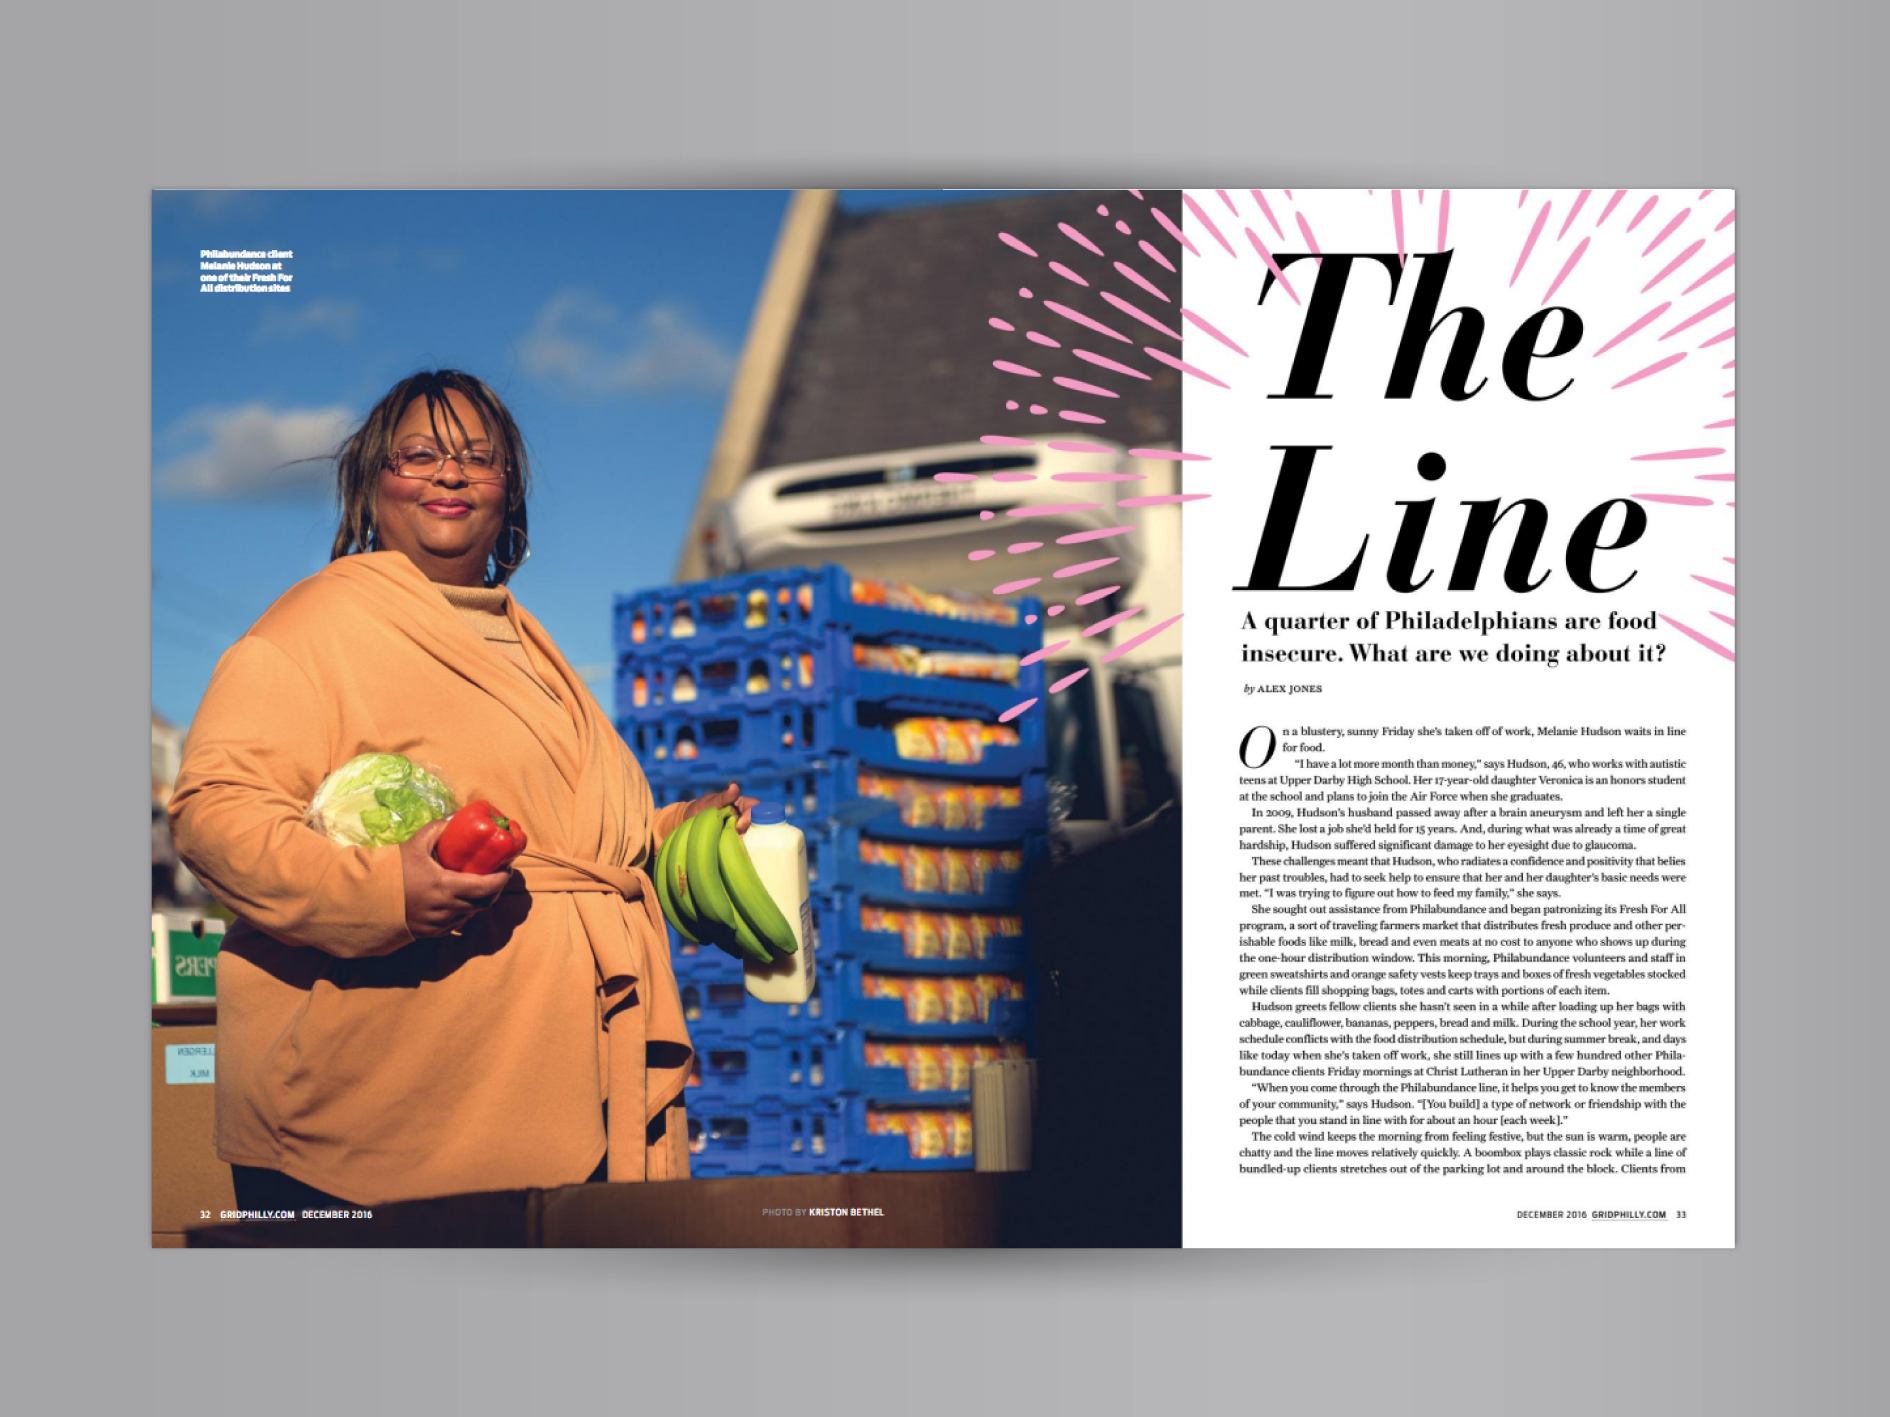 Philabundance client
Melanie Hudson at
one of their Fresh For
All distribution sites
PERS
ALLERGEN
MILK
32 GRIDPHILLY.COM DECEMBER 2016
PHOTO BY KRISTON BETHEL
The
Line
A quarter of Philadelphians are food
insecure. What are we doing about it?
by ALEX JONES
On a blustery, sunny Friday she's taken off of work, Melanie Hudson waits in line
for food.
“I have a lot more month than money,” says Hudson, 46, who works with autistic
teens at Upper Darby High School. Her 17-year-old daughter Veronica is an honors student
at the school and plans to join the Air Force when she graduates.
In 2009, Hudson's husband passed away after a brain aneurysm and left her a single
parent. She lost a job she'd held for 15 years. And, during what was already a time of great
hardship, Hudson suffered significant damage to her eyesight due to glaucoma.
These challenges meant that Hudson, who radiates a confidence and positivity that belies
her past troubles, had to seek help to ensure that her and her daughter's basic needs were
met. “I was trying to figure out how to feed my family,” she says.
She sought out assistance from Philabundance and began patronizing its Fresh For All
program, a sort of traveling farmers market that distributes fresh produce and other per-
ishable foods like milk, bread and even meats at no cost to anyone who shows up during
the one-hour distribution window. This morning, Philabundance volunteers and staff in
green sweatshirts and orange safety vests keep trays and boxes of fresh vegetables stocked
while clients fill shopping bags, totes and carts with portions of each item.
Hudson greets fellow clients she hasn't seen in a while after loading up her bags with
cabbage, cauliflower, bananas, peppers, bread and milk. During the school year, her work
schedule conflicts with the food distribution schedule, but during summer break, and days
like today when she's taken off work, she still lines up with a few hundred other Phila-
bundance clients Friday mornings at Christ Lutheran in her Upper Darby neighborhood.
“When you come through the Philabundance line, it helps you get to know the members
of your community,” says Hudson. “[You build] a type of network or friendship with the
people that you stand in line with for about an hour [each week].”
The cold wind keeps the morning from feeling festive, but the sun is warm, people are
chatty and the line moves relatively quickly. A boombox plays classic rock while a line of
bundled-up clients stretches out of the parking lot and around the block. Clients from
DECEMBER 2016 GRIDPHILLY.COM 33